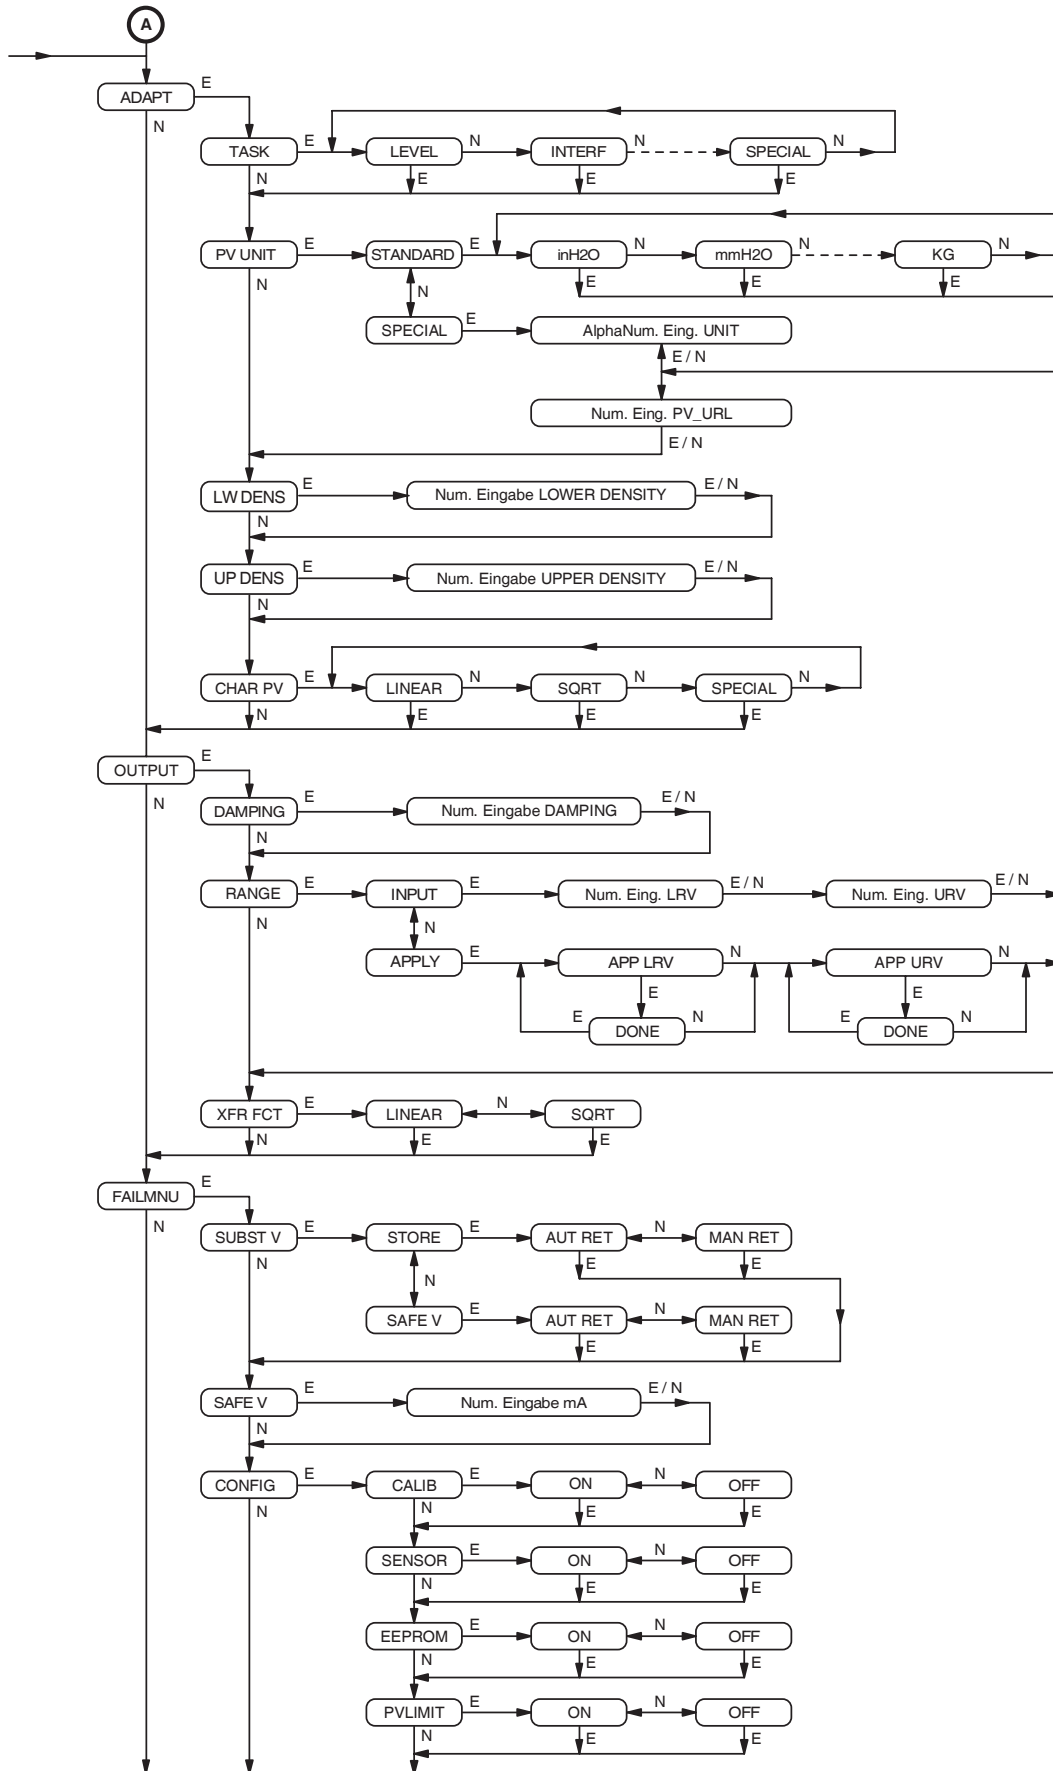 A
ADAPT E
N
TASK E LEVEL N INTERF N SPECIAL N
N E E E
PV UNIT E STANDARD E inH2O N mmH2O N KG N
N E E E
N
SPECIAL E AlphaNum. Eing. UNIT
E / N
Num. Eing. PV_URL
E / N
LW DENS E Num. Eingabe LOWER DENSITY E / N
N
UP DENS E Num. Eingabe UPPER DENSITY E / N
N
CHAR PV E LINEAR N SQRT N SPECIAL N
N E E E
OUTPUT E
N
DAMPING E Num. Eingabe DAMPING E / N
N
RANGE E INPUT E Num. Eing. LRV E / N Num. Eing. URV E / N
N N
APPLY E APP LRV N APP URV N
E E
E DONE N E DONE N
XFR FCT E LINEAR N SQRT
N E E
FAILMNU E
N
SUBST V E STORE E AUT RET N MAN RET
N E E
N
SAFE V E AUT RET N MAN RET
E E
SAFE V E Num. Eingabe mA E / N
N
CONFIG E CALIB E ON N OFF
N N E E
SENSOR E ON N OFF
N E E
EEPROM E ON N OFF
N E E
PVLIMIT E ON N OFF
N E E